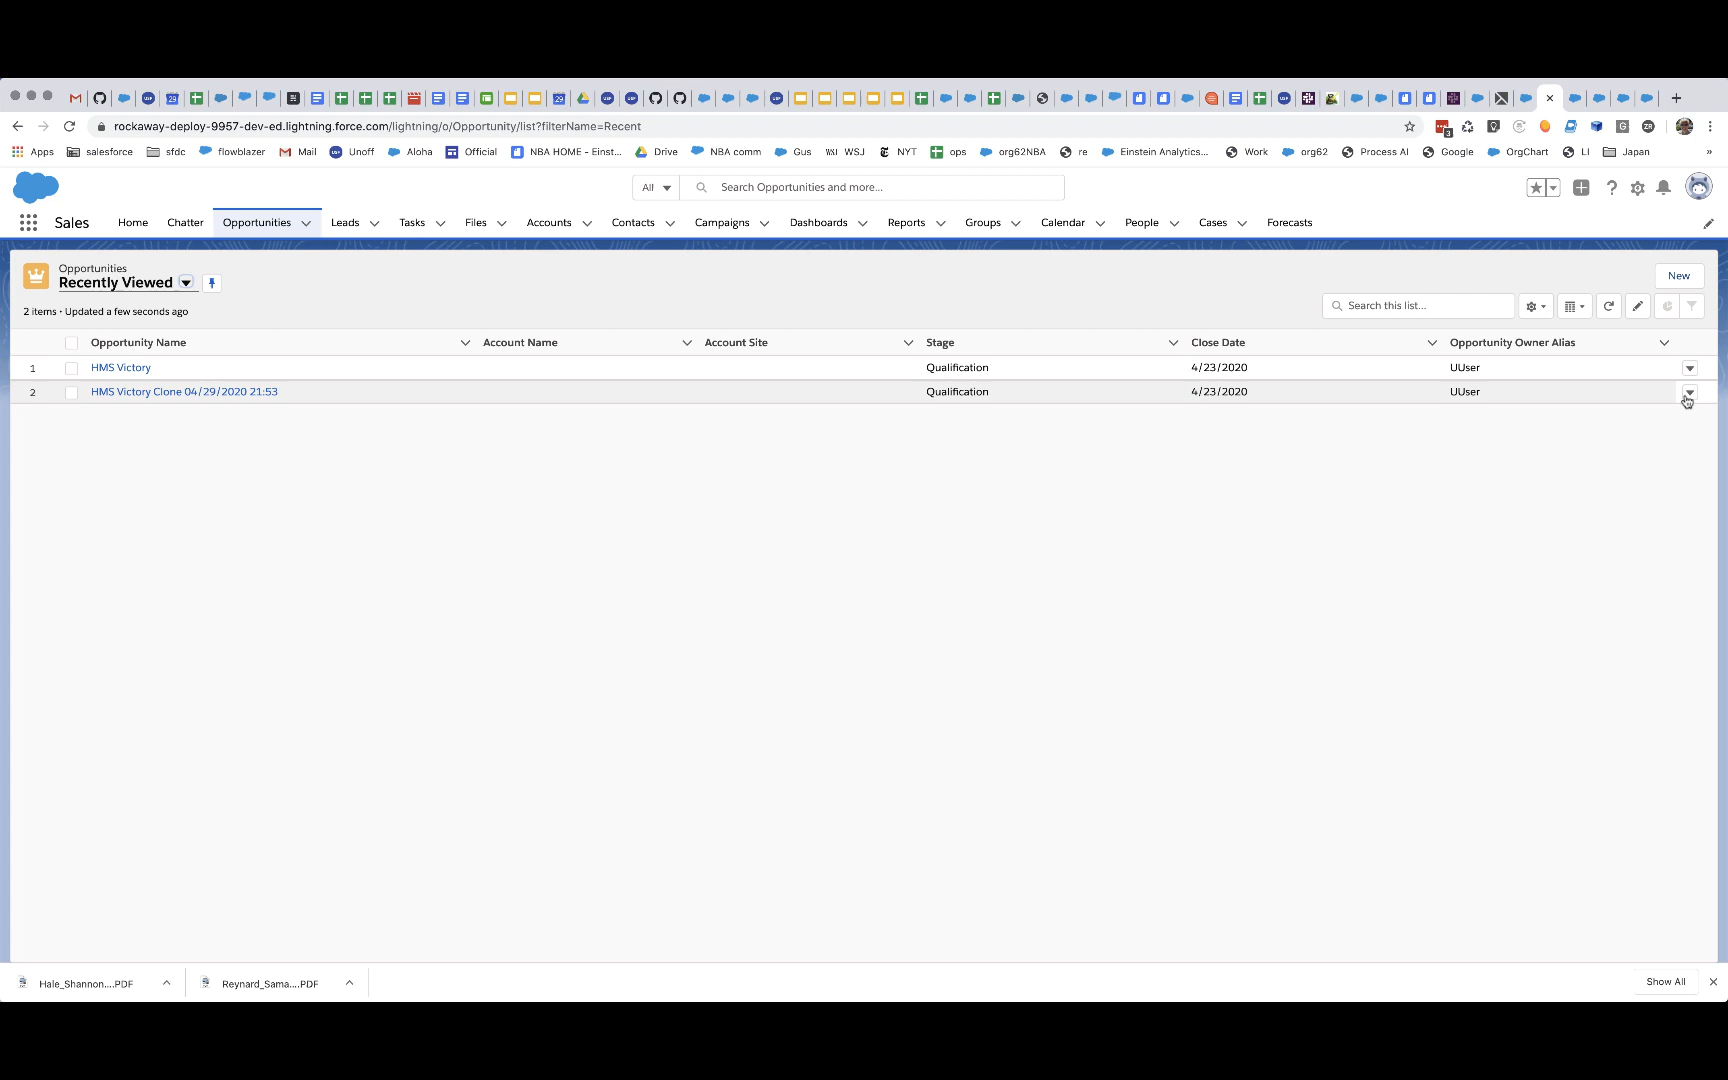 rockaway-deploy-9957-dev-ed.lightning.force.com/lightning/o/Opportunity/list?filterName=Recent
Apps salesforce sfdc flowblazer Mail Unoff Aloha Official NBA HOME - Einst... Drive NBA comm Gus WSJ WSJ NYT ops org62NBA re Einstein Analytics... Work org62 Process AI Google OrgChart LI Japan »
All Search Opportunities and more...
Sales Home Chatter Opportunities Leads Tasks Files Accounts Contacts Campaigns Dashboards Reports Groups Calendar People Cases Forecasts
Opportunities
Recently Viewed
New
2 items • Updated a few seconds ago
Search this list...
Opportunity Name Account Name Account Site Stage Close Date Opportunity Owner Alias
1 HMS Victory Qualification 4/23/2020 UUser
2 HMS Victory Clone 04/29/2020 21:53 Qualification 4/23/2020 UUser
Hale_Shannon....PDF Reynard_Sama....PDF Show All